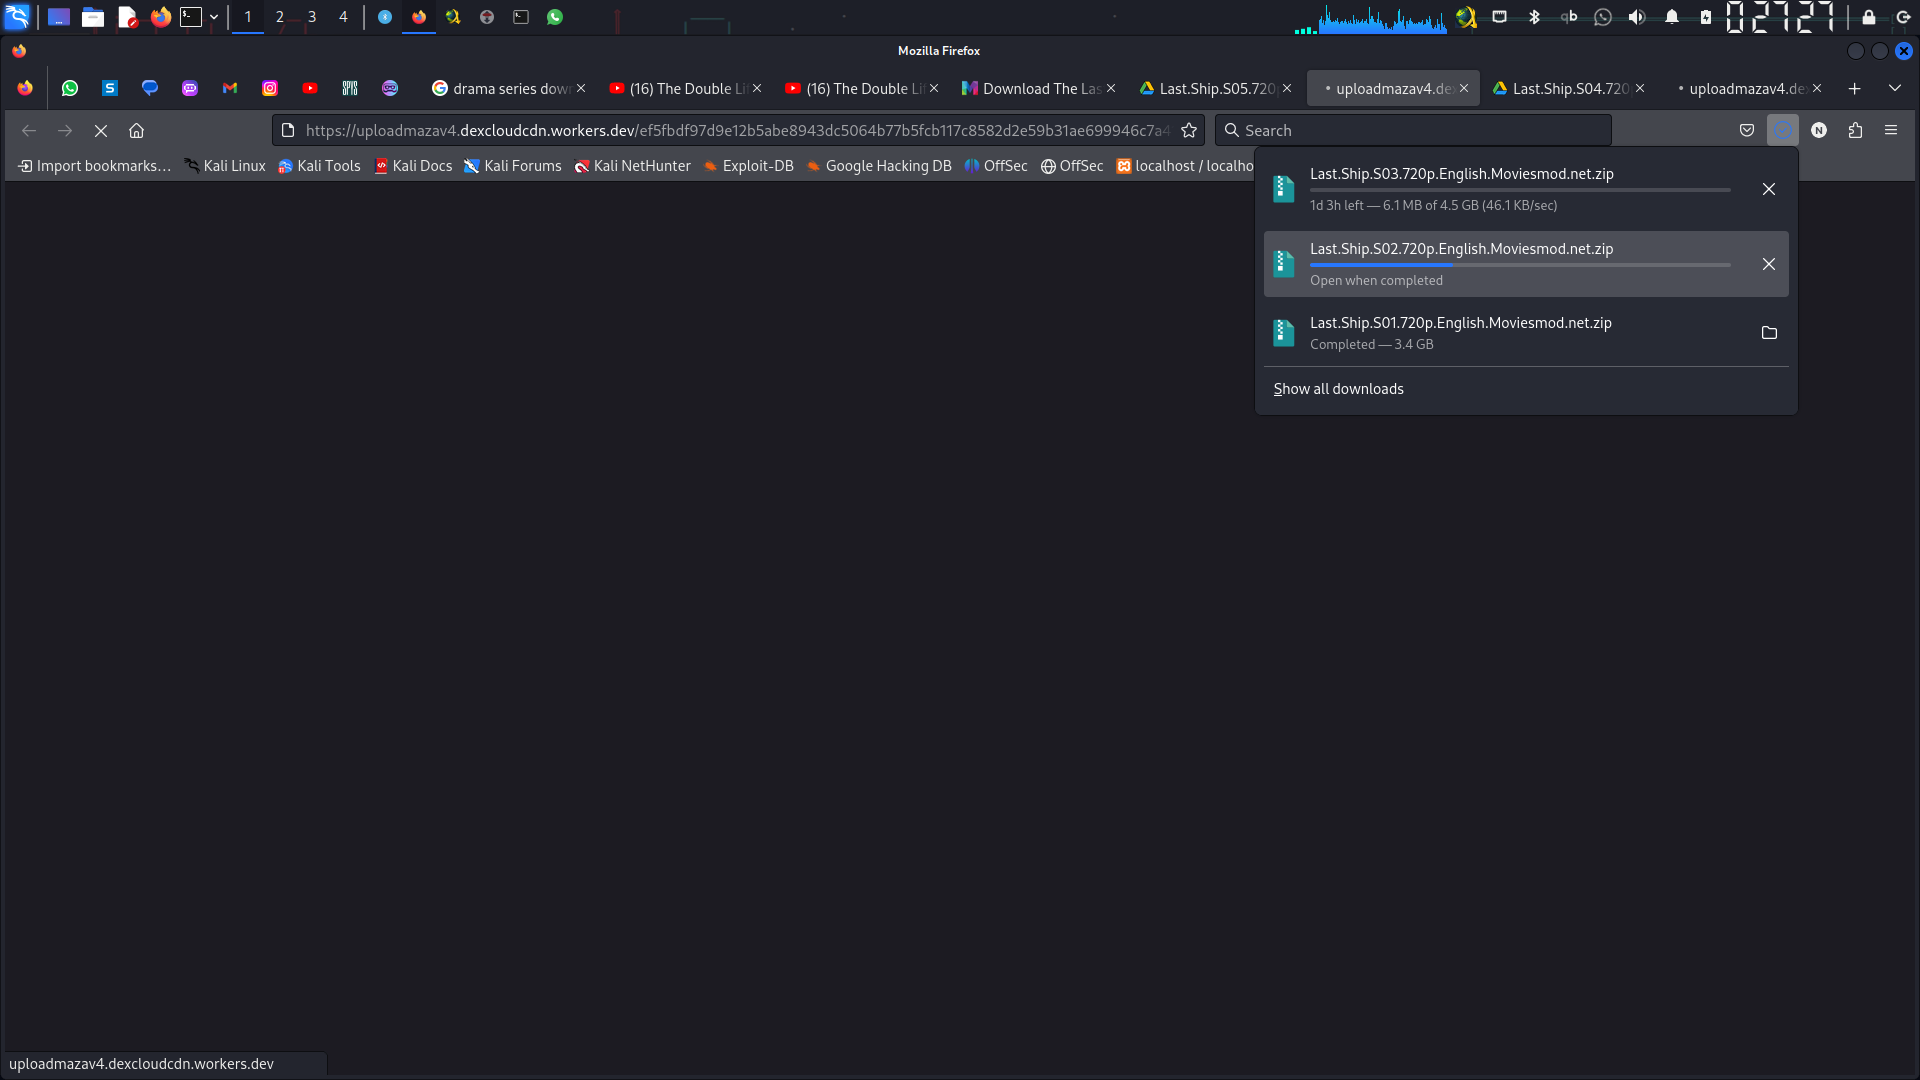 1 2 3 4 02727
Mozilla Firefox
drama series dow (16) The Double Li (16) The Double Li Download The Las Last.Ship.S05.720 uploadmazav4.de Last.Ship.S04.720 uploadmazav4.de
https://uploadmazav4.dexcloudcdn.workers.dev/ef5fbdf97d9e12b5abe8943dc5064b77b5fcb117c8582d2e59b31ae699946c7a4 Search
Import bookmarks… Kali Linux Kali Tools Kali Docs Kali Forums Kali NetHunter Exploit-DB Google Hacking DB OffSec OffSec localhost / localho
Last.Ship.S03.720p.English.Moviesmod.net.zip
1d 3h left — 6.1 MB of 4.5 GB (46.1 KB/sec)
Last.Ship.S02.720p.English.Moviesmod.net.zip
Open when completed
Last.Ship.S01.720p.English.Moviesmod.net.zip
Completed — 3.4 GB
Show all downloads
uploadmazav4.dexcloudcdn.workers.dev